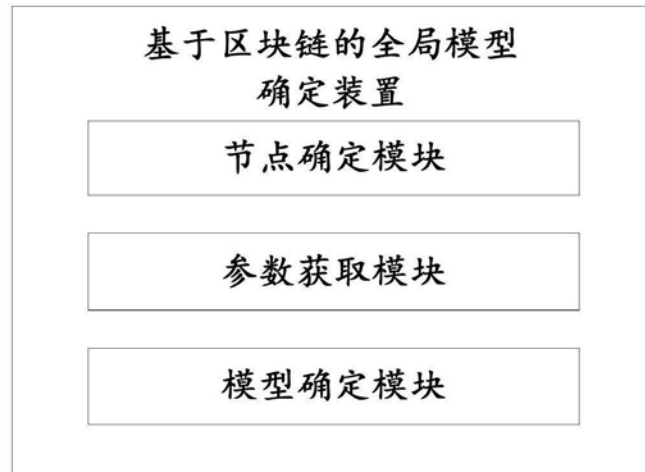 基于区块链的全局模型
确定装置
节点确定模块
参数获取模块
模型确定模块